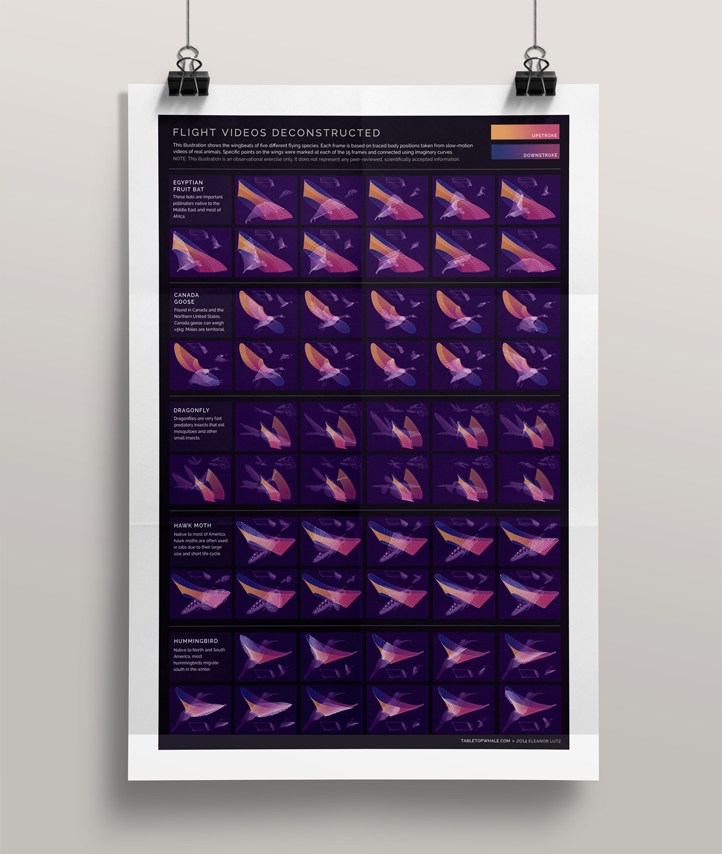 FLIGHT VIDEOS DECONSTRUCTED
UPSTROKE
This illustration shows the wingbeats of five different flying species. Each frame is based on traced body positions taken from slow-motion
videos of real animals. Specific points on the wings were marked at each of the 15 frames and connected using imaginary curves.
NOTE: This illustration is an observational exercise only. It does not represent any peer-reviewed, scientifically accepted information.
DOWNSTROKE
EGYPTIAN
FRUIT BAT
These bats are important
pollinators native to the
Middle East and most of
Africa.
CANADA
GOOSE
Found in Canada and the
Northern United States,
Canada goose can weigh
>5kg. Males are territorial.
DRAGONFLY
Dragonflies are very fast
predatory insects that eat
mosquitoes and other
small insects.
HAWK MOTH
Native to most of America,
hawk moths are often used
in labs due to their large
size and short life cycle.
HUMMINGBIRD
Native to North and South
America, most
hummingbirds migrate
south in the winter.
TABLETOPWHALE.COM + 2014 ELEANOR LUTZ